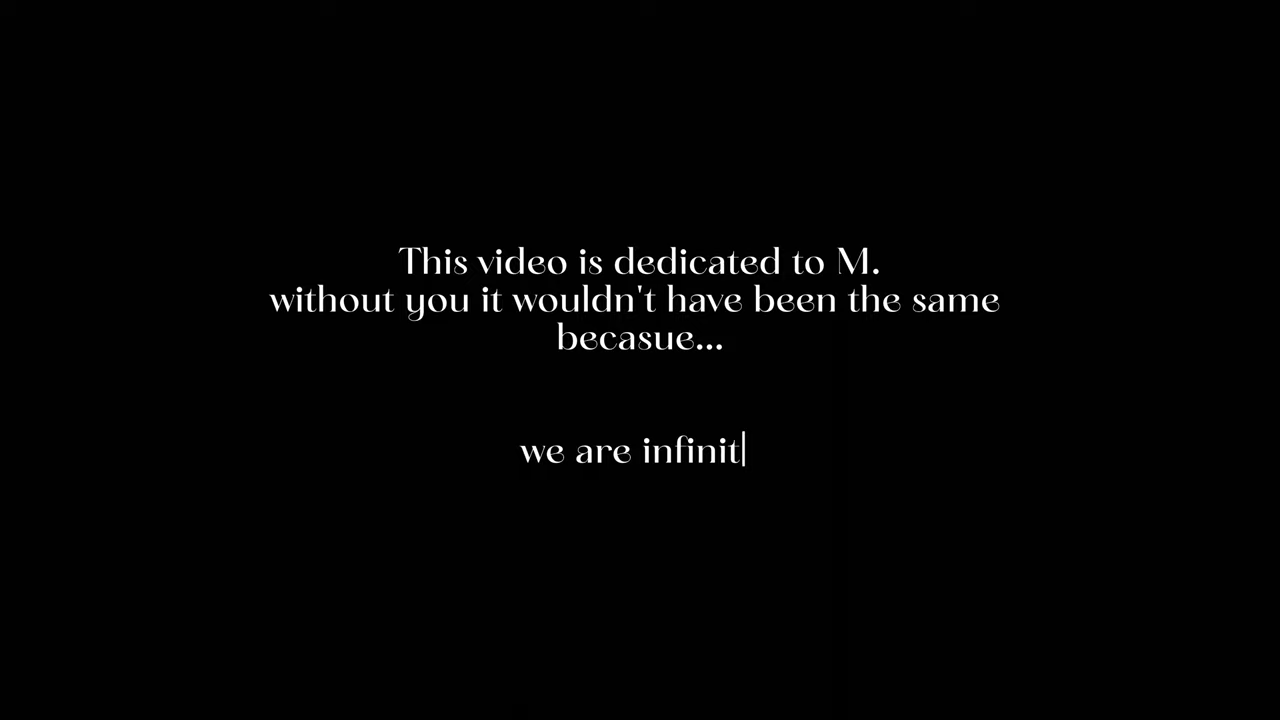 This video is dedicated to M.
without you it wouldn't have been the same
becasue...
we are infinit